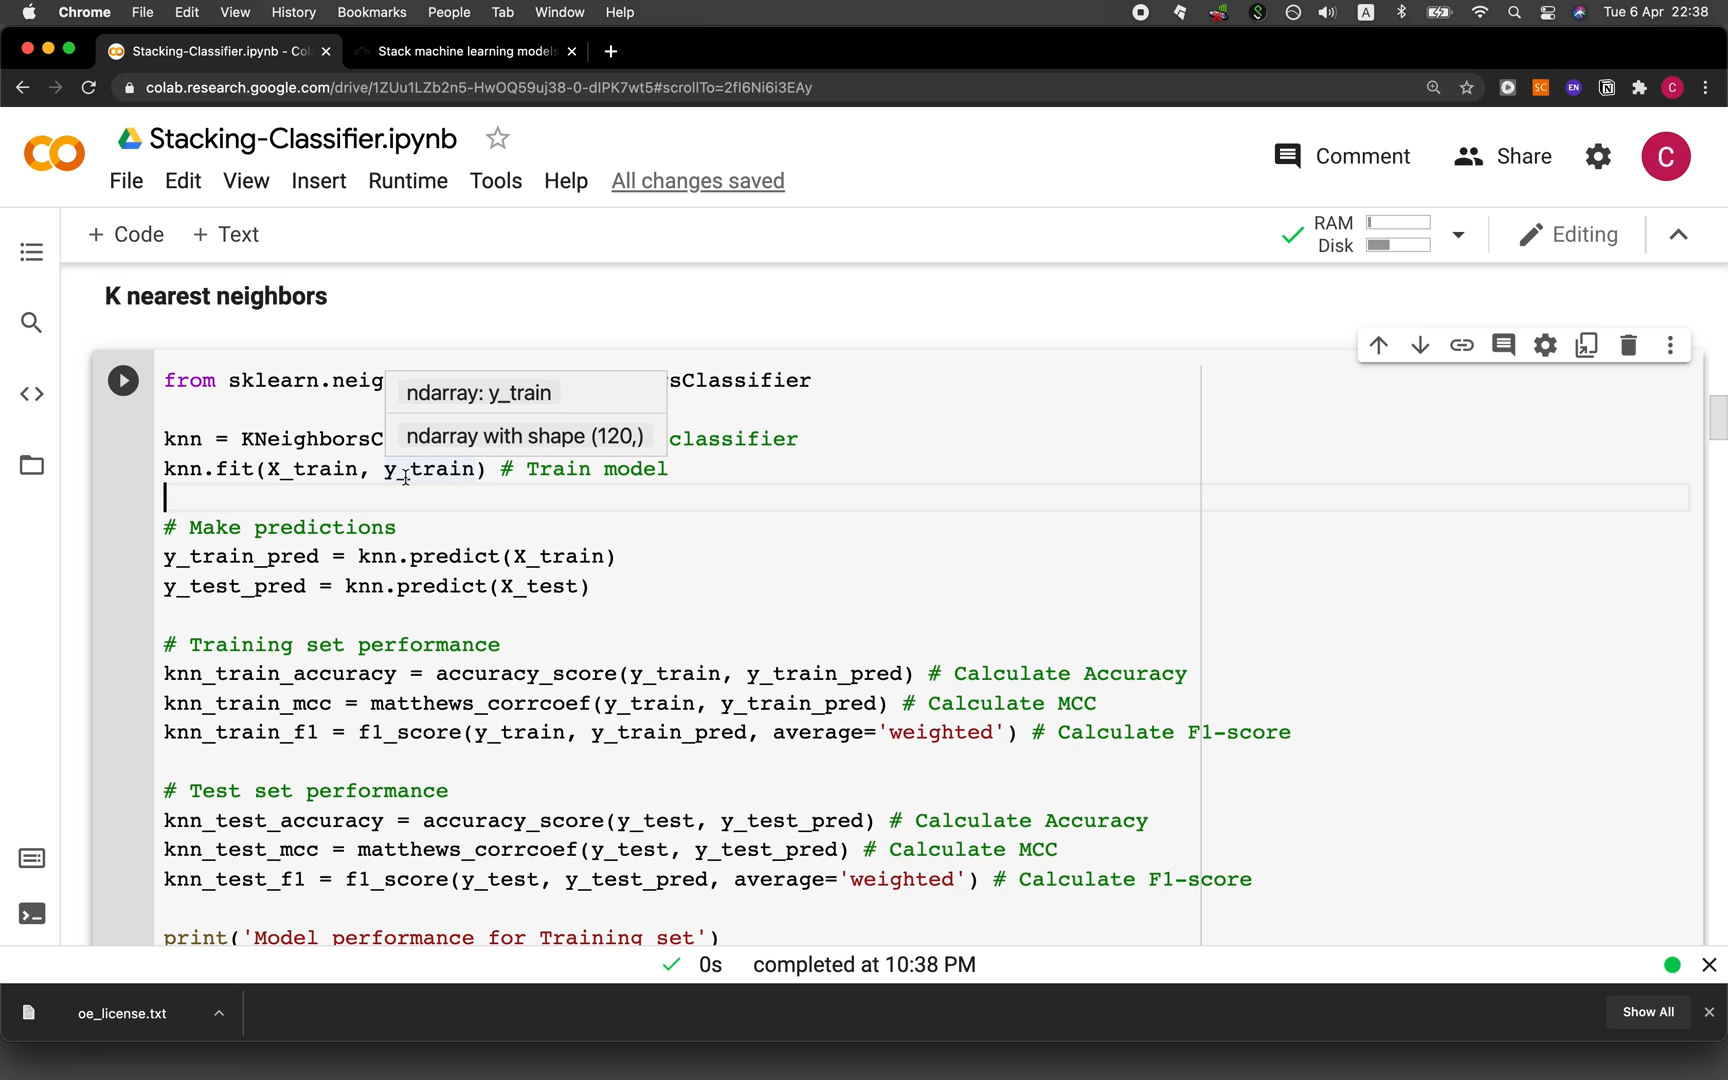 Chrome File Edit View History Bookmarks People Tab Window Help A Tue 6 Apr 22:38
Stacking-Classifier.ipynb - Col Stack machine learning models
colab.research.google.com/drive/1ZUu1LZb2n5-HwOQ59uj38-0-dIPK7wt5#scrollTo=2fI6Ni6i3EAy SC EN C
Stacking-Classifier.ipynb
Comment Share C
File Edit View Insert Runtime Tools Help All changes saved
+ Code + Text RAM Disk Editing
K nearest neighbors
from sklearn.neig sClassifier
ndarray: y_train
ndarray with shape (120,)
knn = KNeighborsC classifier
knn.fit(X_train, y_train) # Train model
# Make predictions
y_train_pred = knn.predict(X_train)
y_test_pred = knn.predict(X_test)
# Training set performance
knn_train_accuracy = accuracy_score(y_train, y_train_pred) # Calculate Accuracy
knn_train_mcc = matthews_corrcoef(y_train, y_train_pred) # Calculate MCC
knn_train_f1 = f1_score(y_train, y_train_pred, average='weighted') # Calculate F1-score
# Test set performance
knn_test_accuracy = accuracy_score(y_test, y_test_pred) # Calculate Accuracy
knn_test_mcc = matthews_corrcoef(y_test, y_test_pred) # Calculate MCC
knn_test_f1 = f1_score(y_test, y_test_pred, average='weighted') # Calculate F1-score
print('Model performance for Training set')
0s completed at 10:38 PM
oe_license.txt Show All